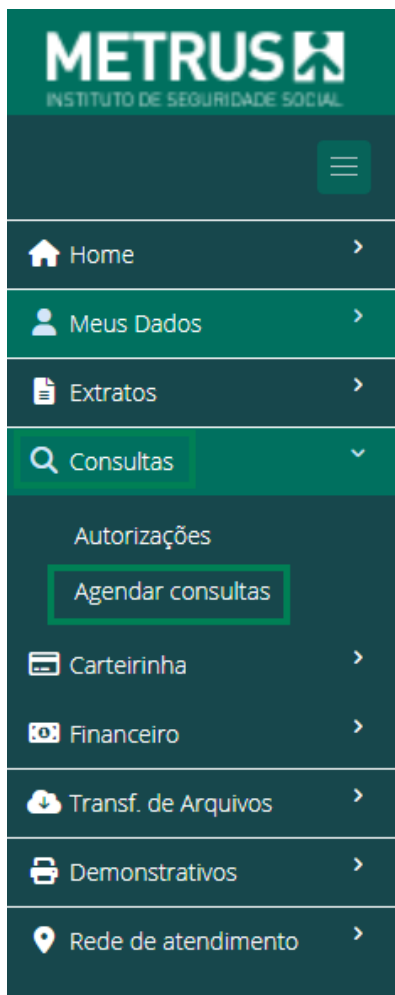 METRUS
INSTITUTO DE SEGURIDADE SOCIAL
Home
Meus Dados
Extratos
Consultas
Autorizações
Agendar consultas
Carteirinha
Financeiro
Transf. de Arquivos
Demonstrativos
Rede de atendimento